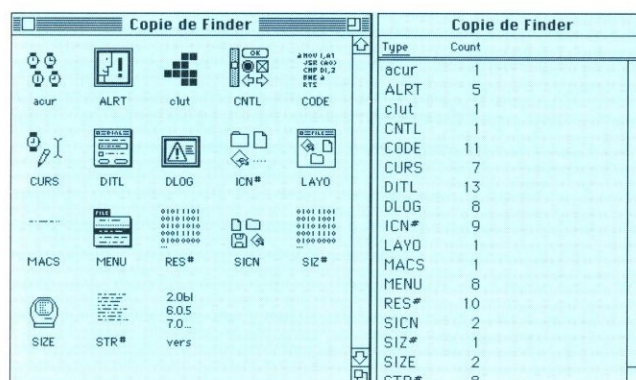 Copie de Finder
acur ALRT clut CNTL CODE
CURS DITL DLOG ICN# LAYO
MACS MENU RES# SICN SIZ#
2.0b1
6.0.5
7.0...
SIZE STR# vers
Copie de Finder
Type Count
acur 1
ALRT 5
clut 1
CNTL 1
CODE 11
CURS 7
DITL 13
DLOG 8
ICN# 9
LAYO 1
MACS 1
MENU 8
RES# 10
SICN 2
SIZ# 1
SIZE 2
STR# 8